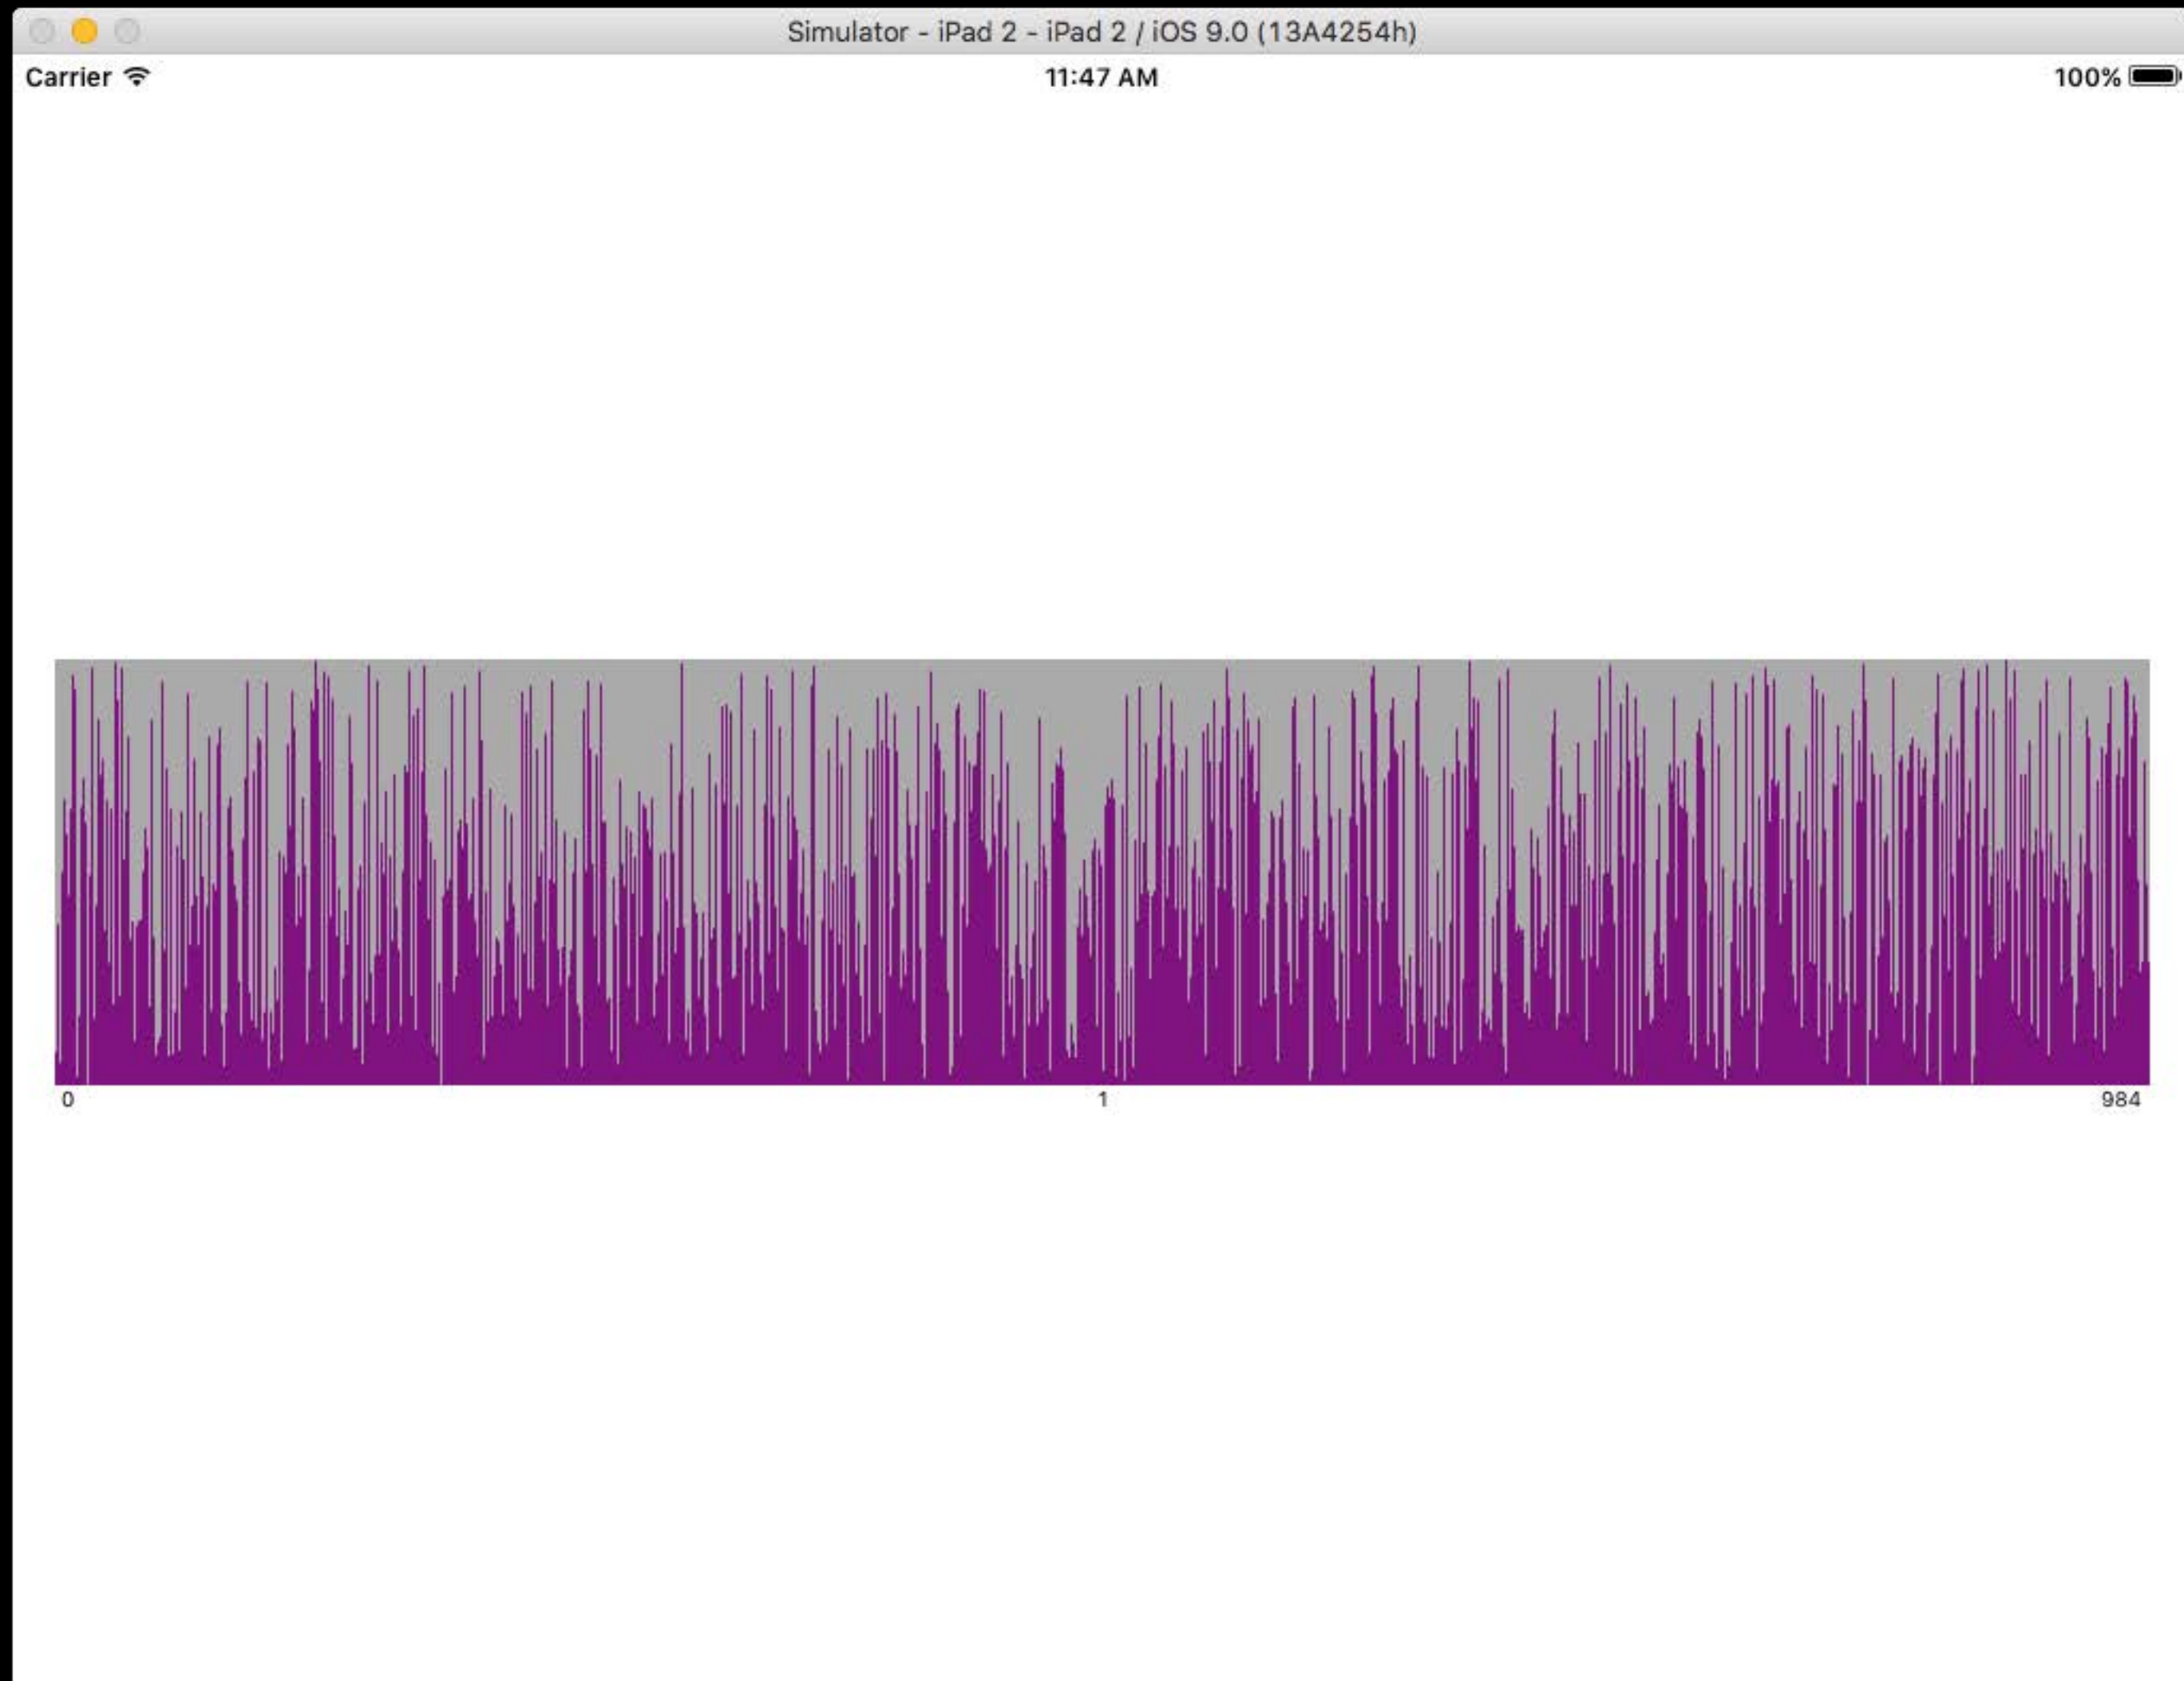 Simulator - iPad 2 - iPad 2 / iOS 9.0 (13A4254h)
Carrier 11:47 AM 100%
0 1 984